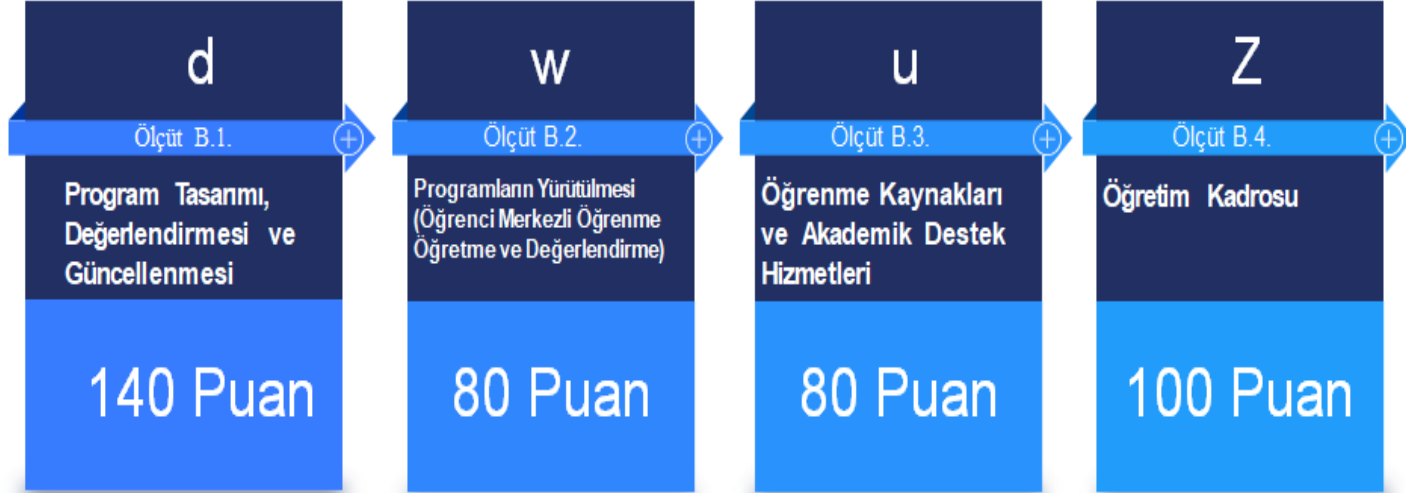 d
Ölçüt B.1.
Program Tasarımı,
Değerlendirmesi ve
Güncellenmesi
140 Puan
w
Ölçüt B.2.
Programların Yürütülmesi
(Öğrenci Merkezli Öğrenme
Öğretme ve Değerlendirme)
80 Puan
u
Ölçüt B.3.
Öğrenme Kaynakları
ve Akademik Destek
Hizmetleri
80 Puan
Z
Ölçüt B.4.
Öğretim Kadrosu
100 Puan